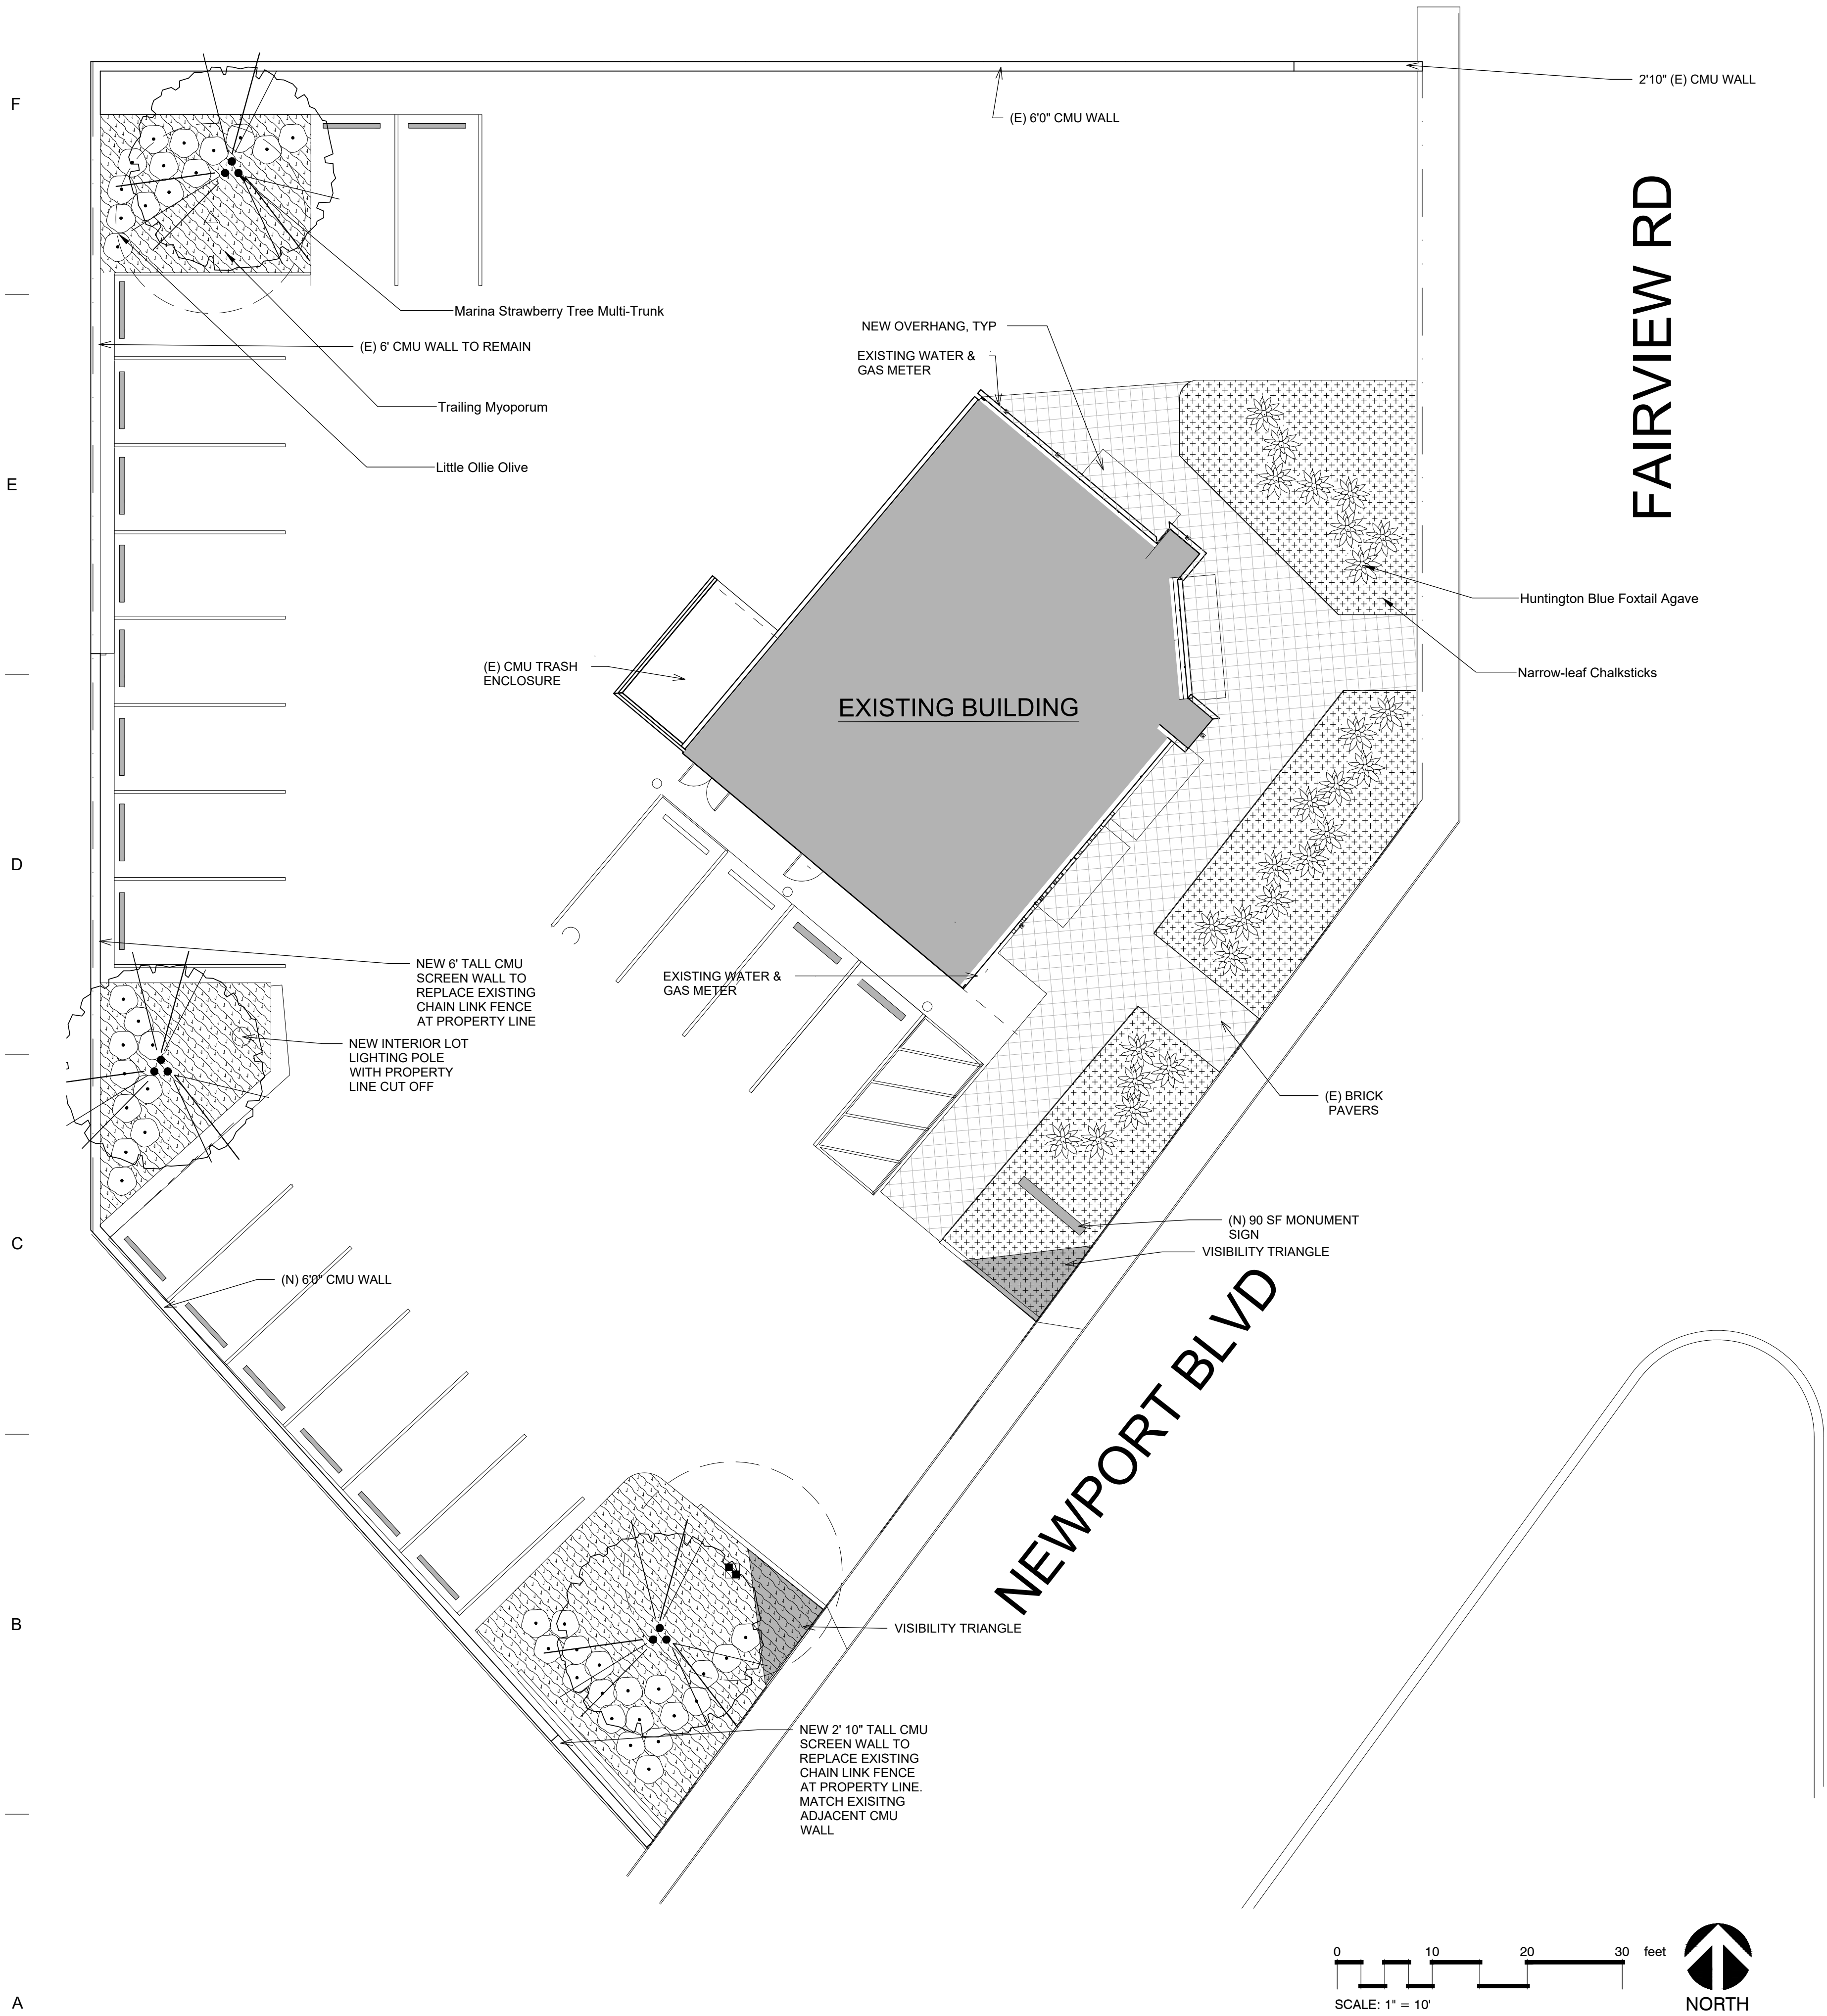 F
2'10" (E) CMU WALL
(E) 6'0" CMU WALL
FAIRVIEW RD
Marina Strawberry Tree Multi-Trunk
(E) 6' CMU WALL TO REMAIN
NEW OVERHANG, TYP
EXISTING WATER &
GAS METER
Trailing Myoporum
Little Ollie Olive
E
Huntington Blue Foxtail Agave
(E) CMU TRASH
ENCLOSURE
Narrow-leaf Chalksticks
EXISTING BUILDING
D
NEW 6' TALL CMU
SCREEN WALL TO
REPLACE EXISTING
CHAIN LINK FENCE
AT PROPERTY LINE
EXISTING WATER &
GAS METER
NEW INTERIOR LOT
LIGHTING POLE
WITH PROPERTY
LINE CUT OFF
(E) BRICK
PAVERS
C
(N) 90 SF MONUMENT
SIGN
VISIBILITY TRIANGLE
(N) 6'0" CMU WALL
NEWPORT BLVD
B
VISIBILITY TRIANGLE
NEW 2' 10" TALL CMU
SCREEN WALL TO
REPLACE EXISTING
CHAIN LINK FENCE
AT PROPERTY LINE.
MATCH EXISITNG
ADJACENT CMU
WALL
0 10 20 30 feet
SCALE: 1" = 10'
NORTH
A